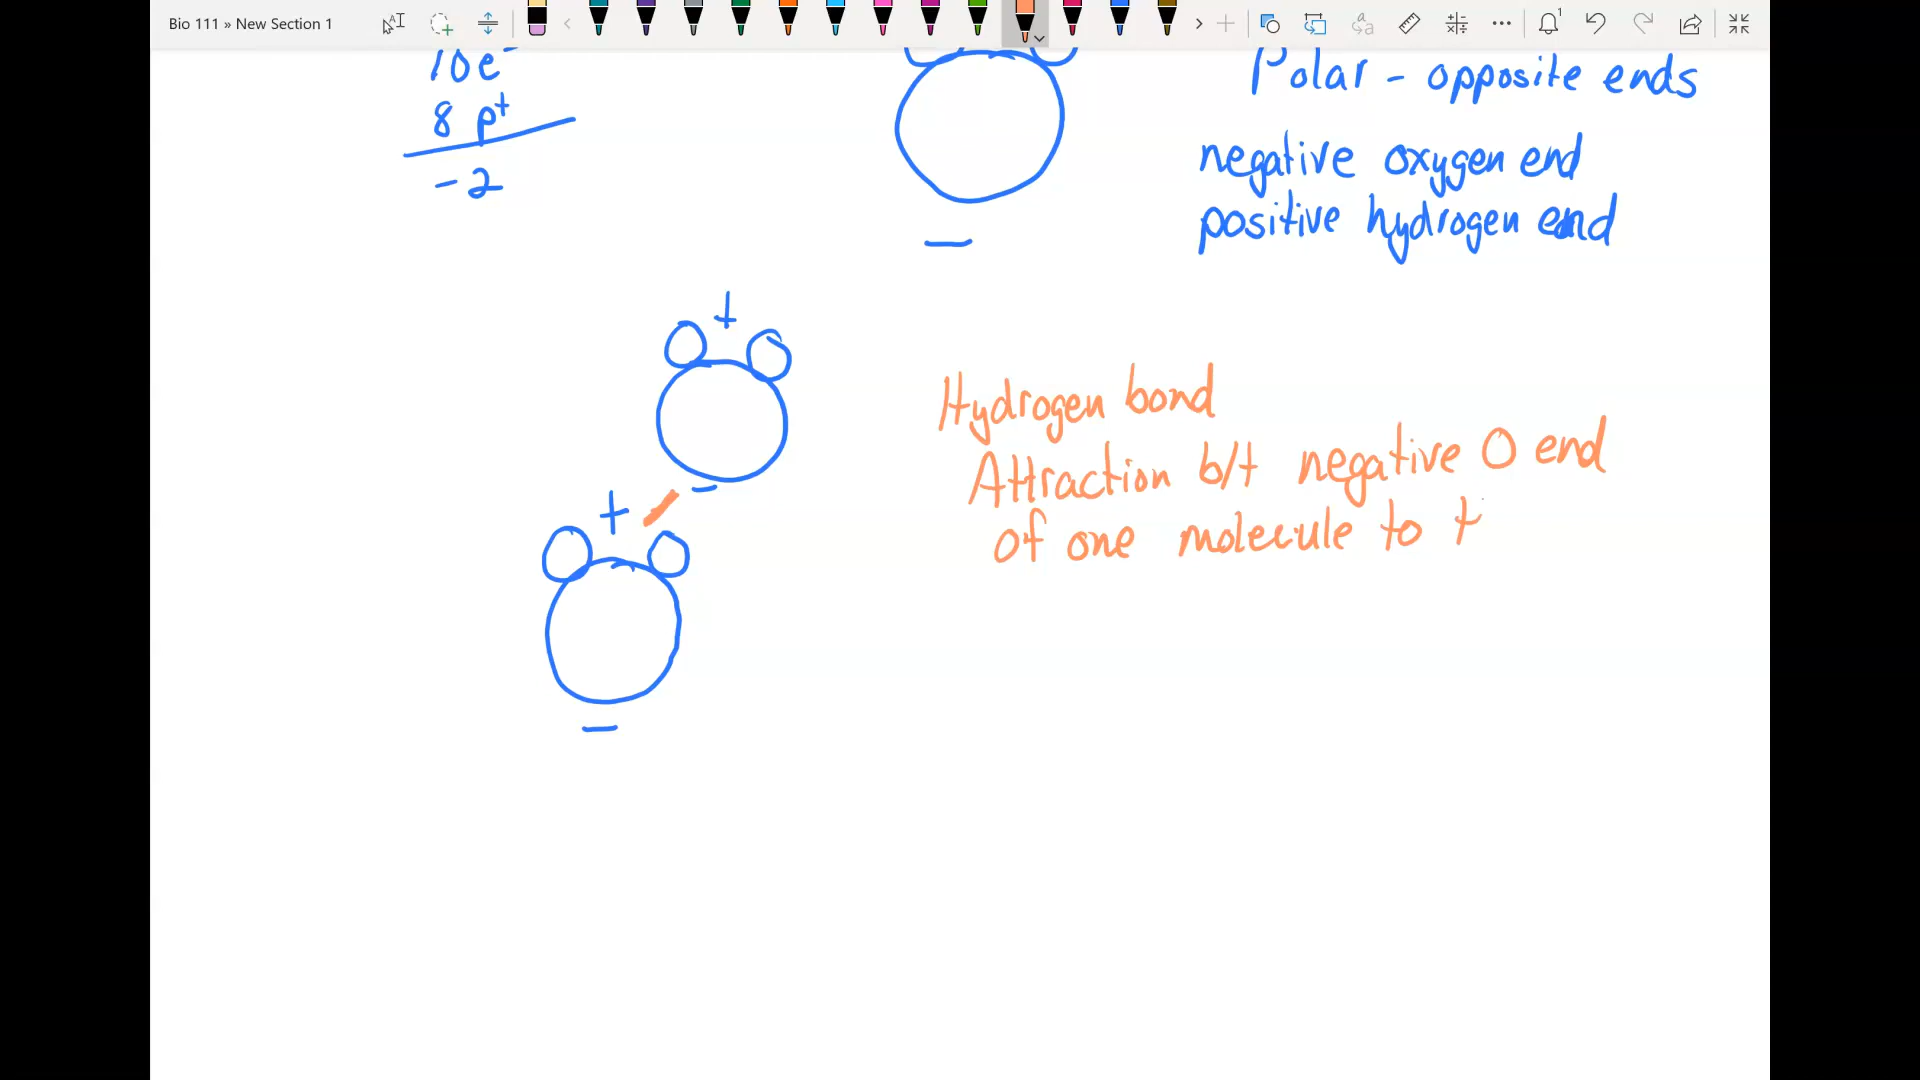 Bio 111 » New Section 1
10e⁻
8 p⁺
-2
Polar - opposite ends
negative oxygen end
positive hydrogen end
+
-
+
-
-
Hydrogen bond
Attraction b/t negative O end
of one molecule to t